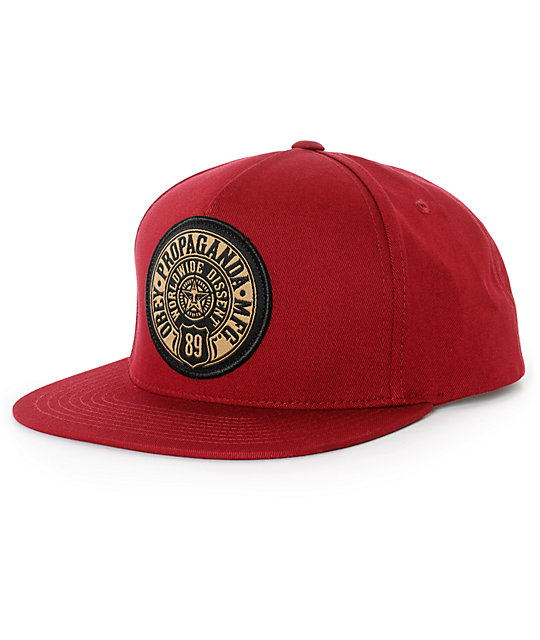 OBEY • PROPAGANDA • MFG.
WORLDWIDE DISSENT
89